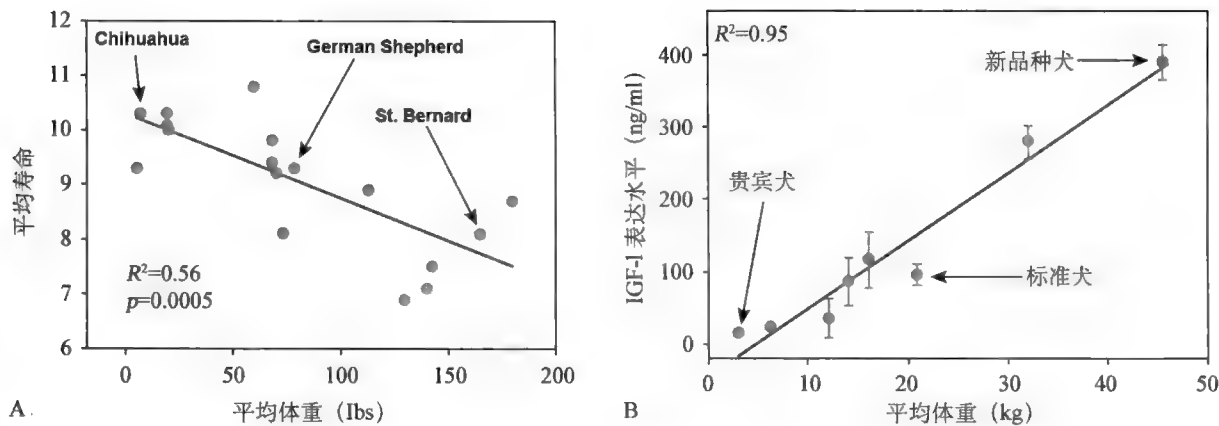 12
11
10
9
8
7
6
平均寿命
Chihuahua
German Shepherd
St. Bernard
R²=0.56
p=0.0005
0
50
100
150
200
A
平均体重（Ibs）
R²=0.95
400
300
200
100
0
IGF-1 表达水平（ng/ml）
新品种犬
贵宾犬
标准犬
0
10
20
30
40
50
B
平均体重（kg）